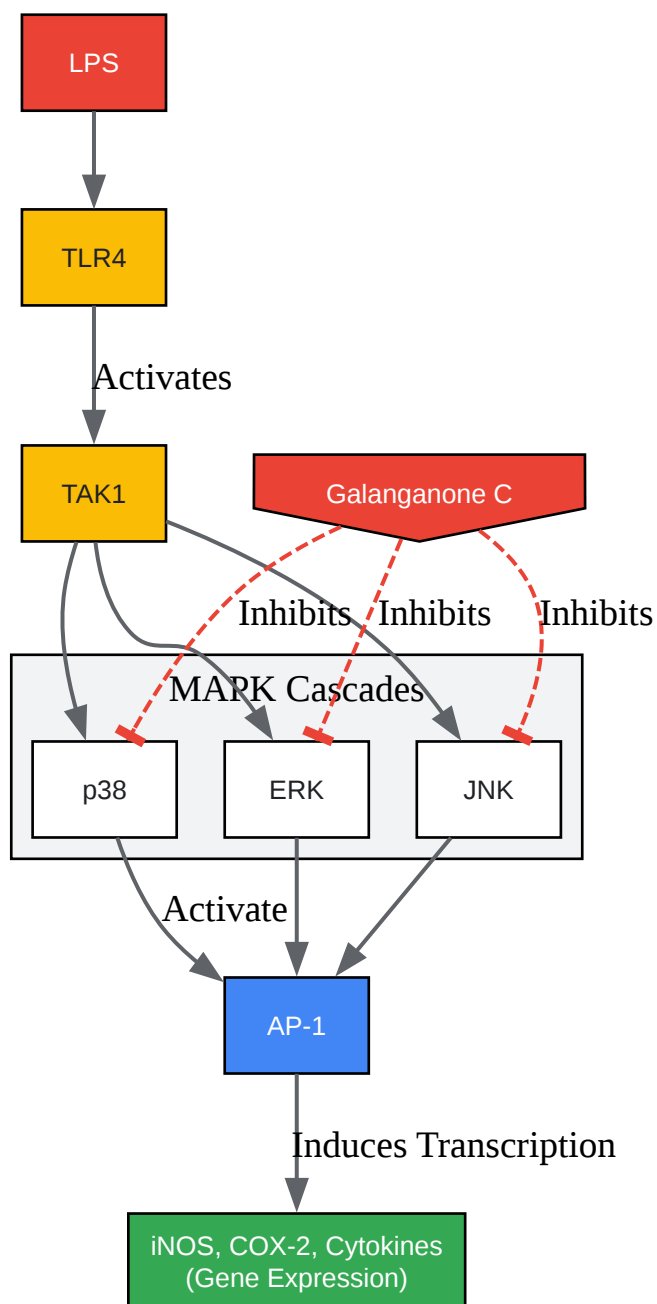 LPS
TLR4
Activates
TAK1
Galanganone C
Inhibits
Inhibits
Inhibits
MAPK Cascades
p38
ERK
JNK
Activate
AP-1
Induces Transcription
iNOS, COX-2, Cytokines
(Gene Expression)